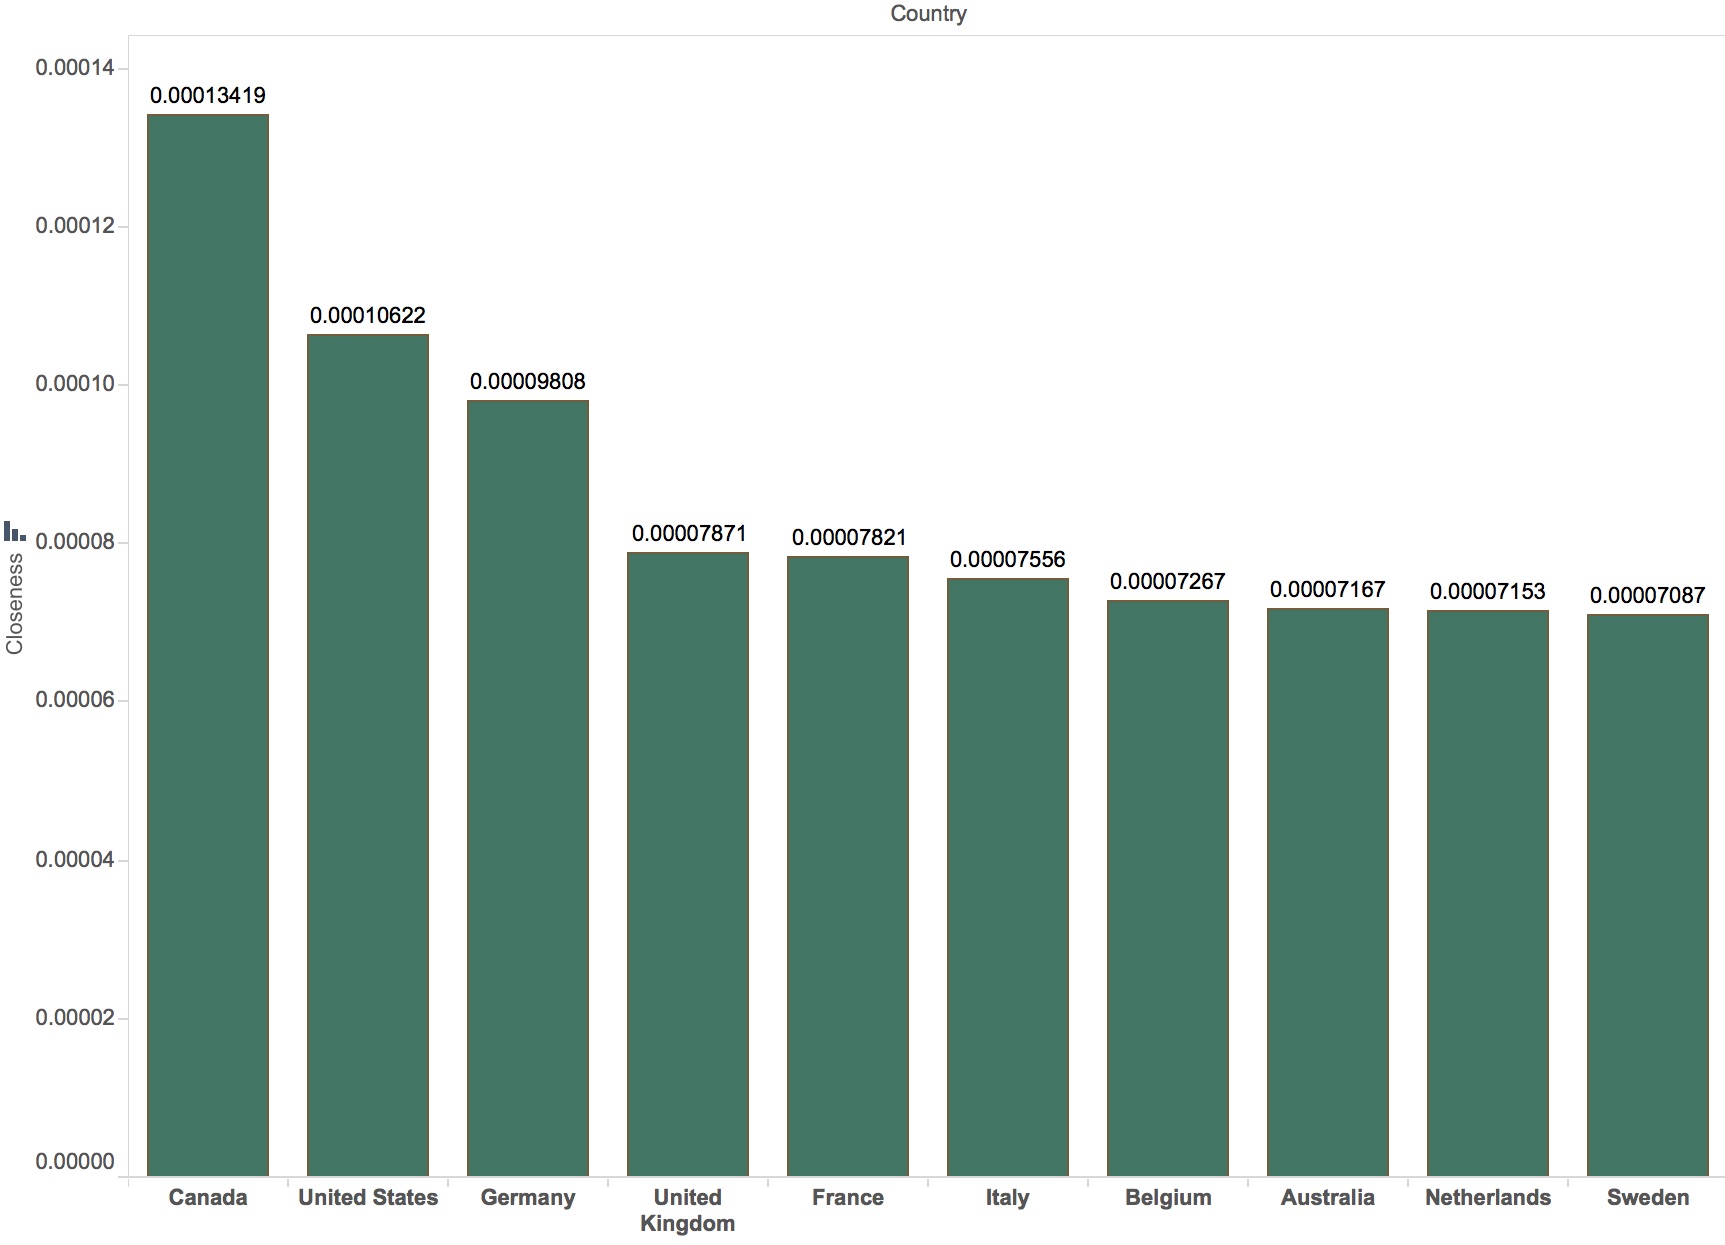 Country
0.00014
0.00012
0.00010
0.00008
0.00006
0.00004
0.00002
0.00000
Closeness
0.00013419
0.00010622
0.00009808
0.00007871
0.00007821
0.00007556
0.00007267
0.00007167
0.00007153
0.00007087
Canada
United States
Germany
United
Kingdom
France
Italy
Belgium
Australia
Netherlands
Sweden